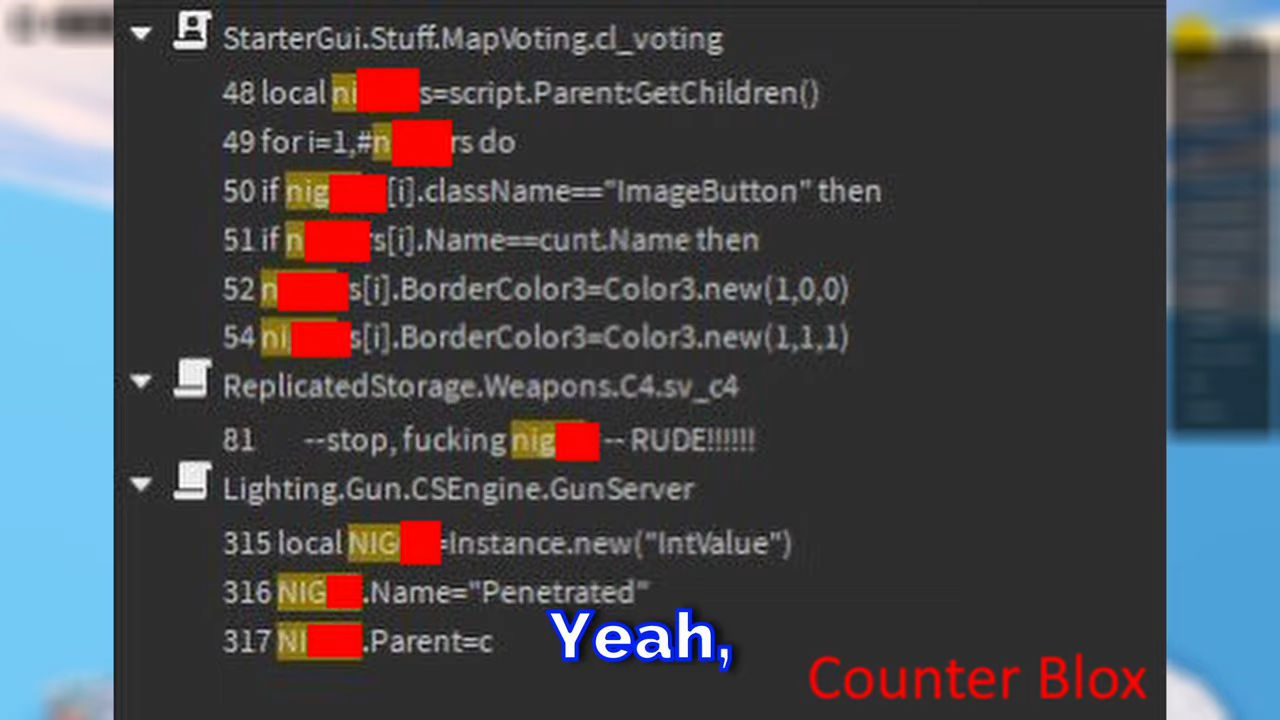 StarterGui.Stuff.MapVoting.cl_voting
48 local ni s=script.Parent:GetChildren()
49 for i=1,#n rs do
50 if nig [i].className=="ImageButton" then
51 if n rs[i].Name==cunt.Name then
52 n s[i].BorderColor3=Color3.new(1,0,0)
54 ni s[i].BorderColor3=Color3.new(1,1,1)
ReplicatedStorage.Weapons.C4.sv_c4
81 --stop, fucking nig -- RUDE!!!!!!
Lighting.Gun.CSEngine.GunServer
315 local NIG =Instance.new("IntValue")
316 NIG .Name="Penetrated"
317 NI .Parent=c
Yeah,
Counter Blox